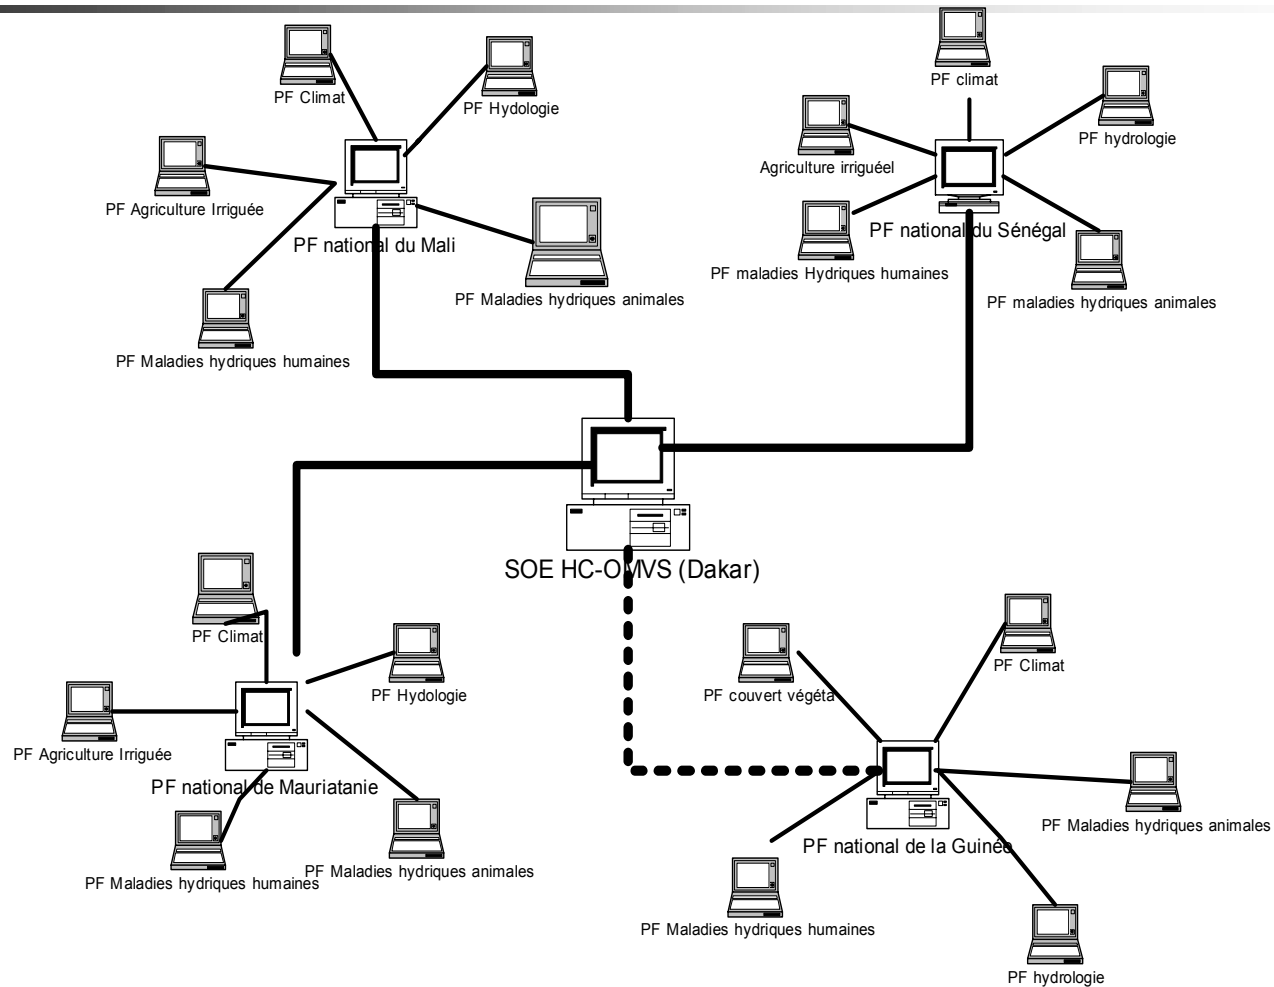 PF climat
PF Climat
PF Hydologie
PF hydrologie
Agriculture irriguéel
PF Agriculture Irriguée
PF national du Mali
PF national du Sénégal
PF maladies Hydriques humaines
PF Maladies hydriques animales
PF maladies hydriques animales
PF Maladies hydriques humaines
SOE HC-OMVS (Dakar)
PF Climat
PF Hydologie
PF couvert végéta
PF Climat
PF Agriculture Irriguée
PF national de Mauriatanie
PF Maladies hydriques animales
PF national de la Guinée
PF Maladies hydriques humaines
PF Maladies hydriques animales
PF Maladies hydriques humaines
PF hydrologie